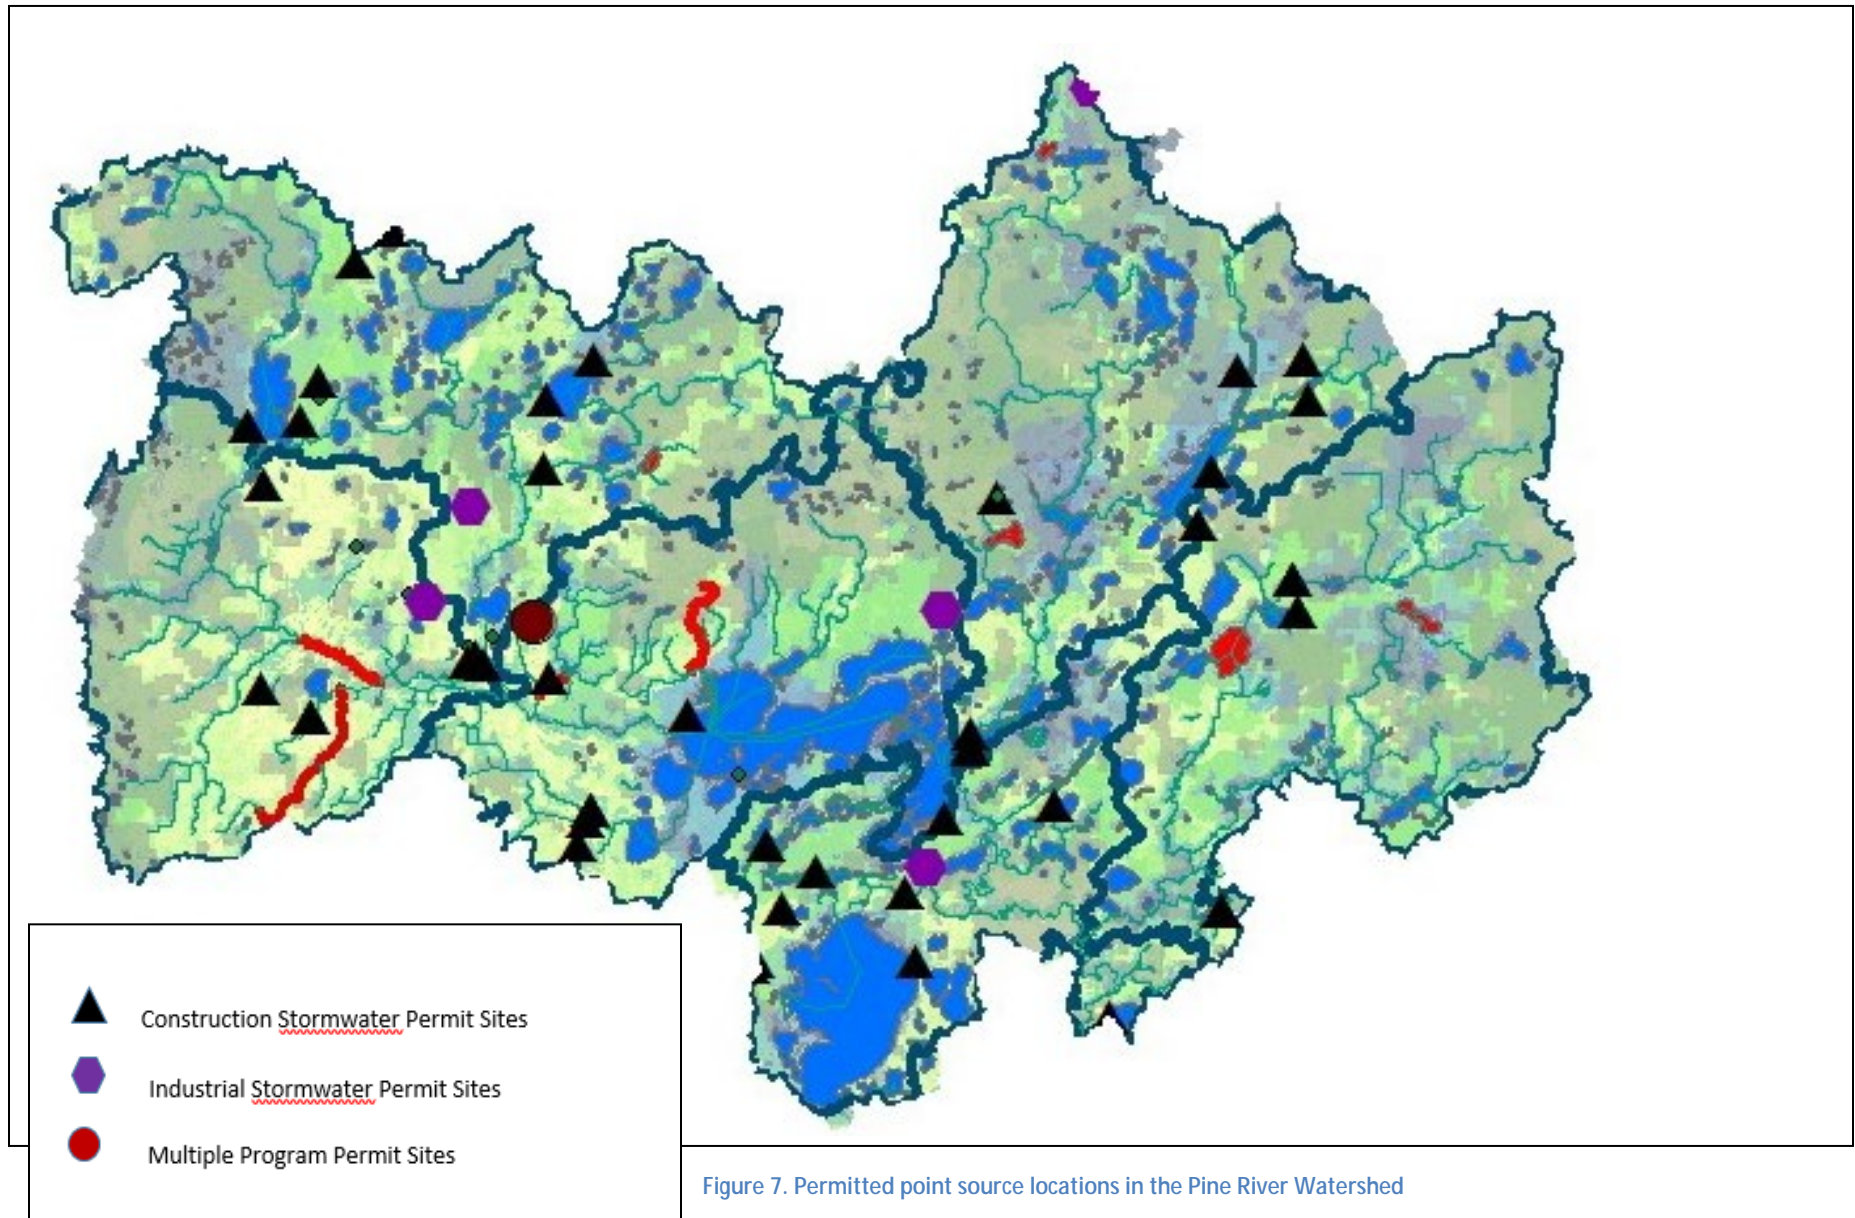 Construction Stormwater Permit Sites
Industrial Stormwater Permit Sites
Multiple Program Permit Sites
Figure 7. Permitted point source locations in the Pine River Watershed